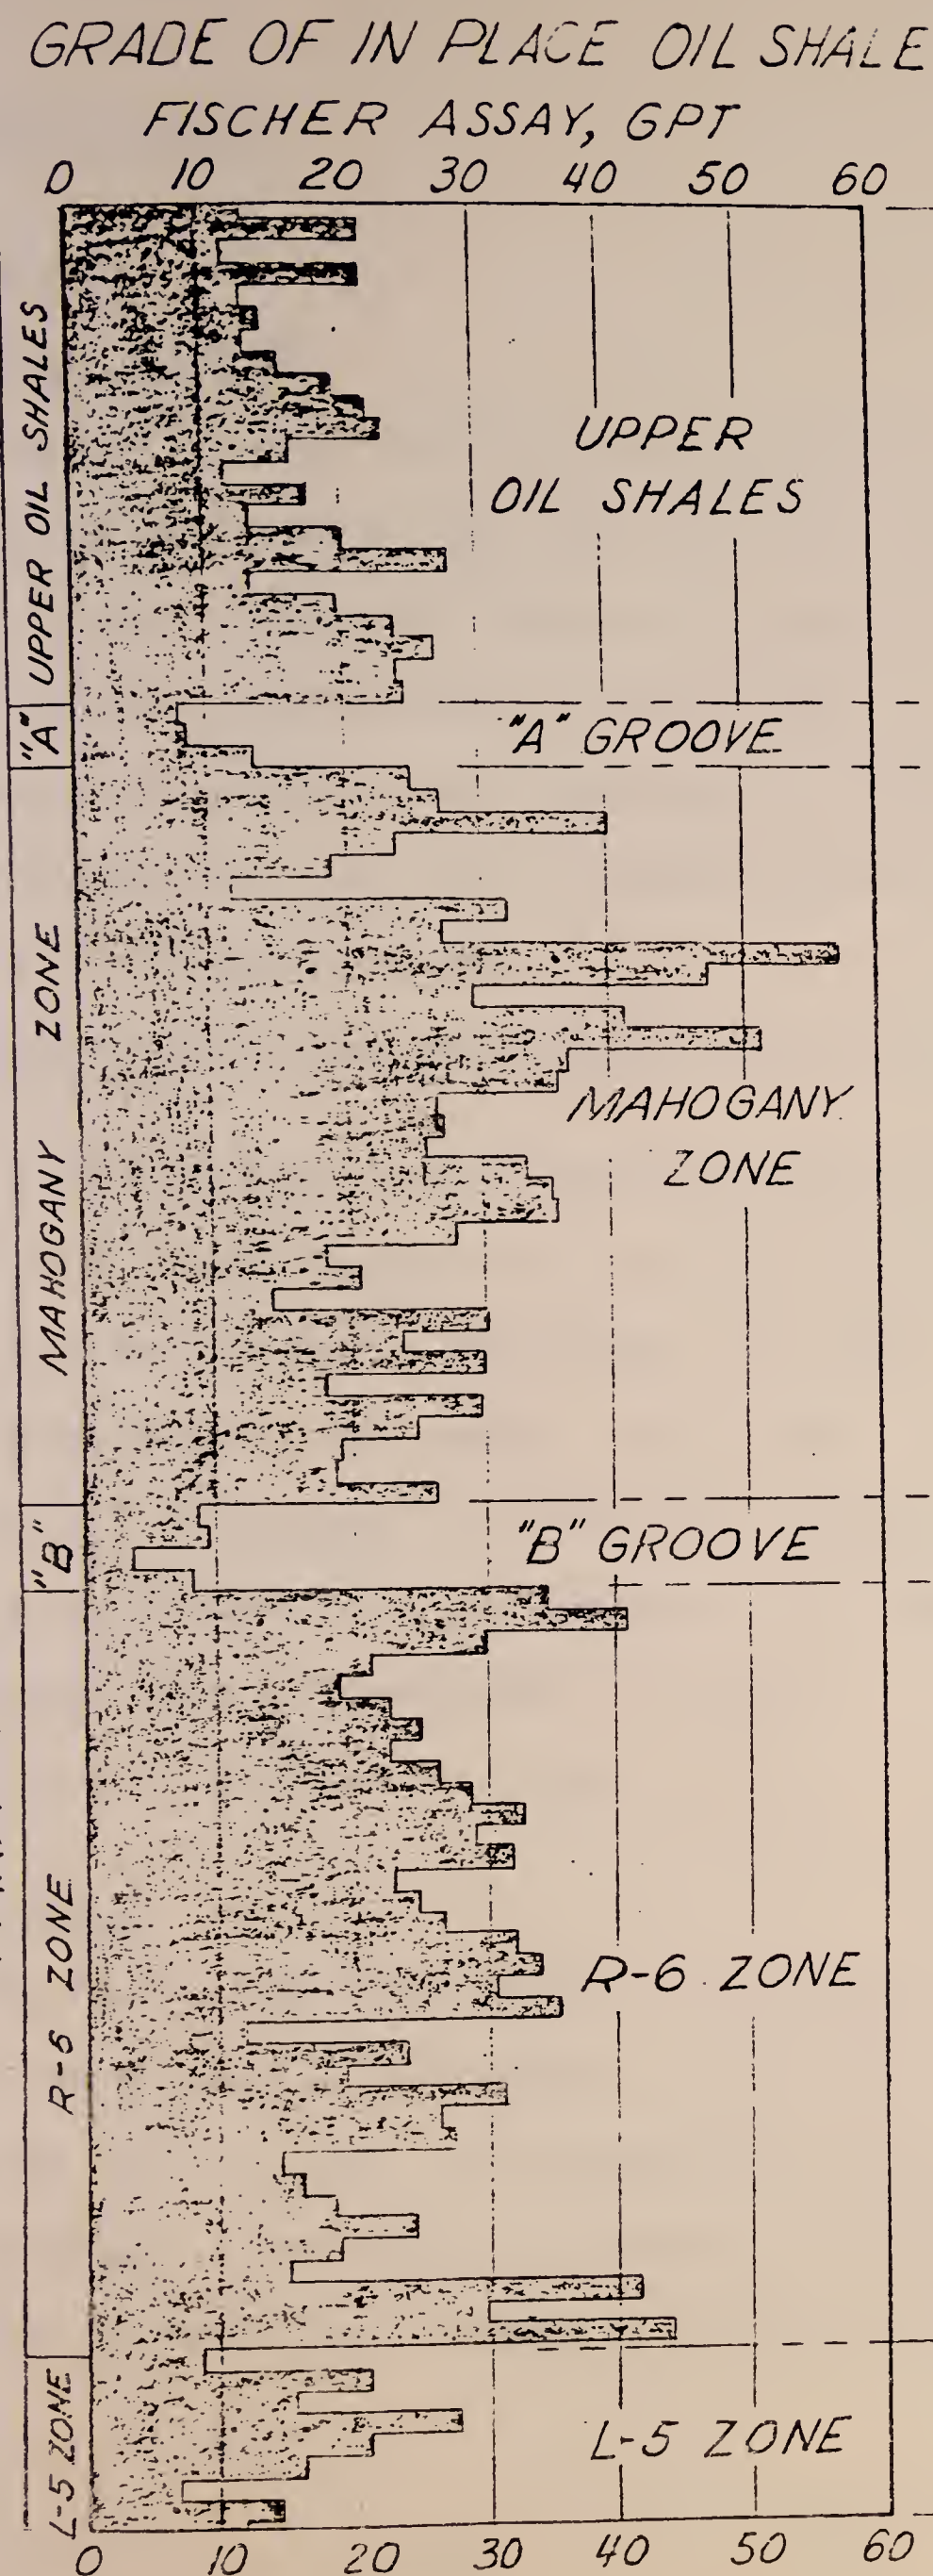 GRADE OF IN PLACE OIL SHALE
FISCHER ASSAY, GPT
0 10 20 30 40 50 60
UPPER OIL SHALES
UPPER
OIL SHALES
"A"
"A" GROOVE
MAHOGANY ZONE
MAHOGANY
ZONE
"B"
"B" GROOVE
R-6 ZONE
R-6 ZONE
L-5 ZONE
L-5 ZONE
0 10 20 30 40 50 60